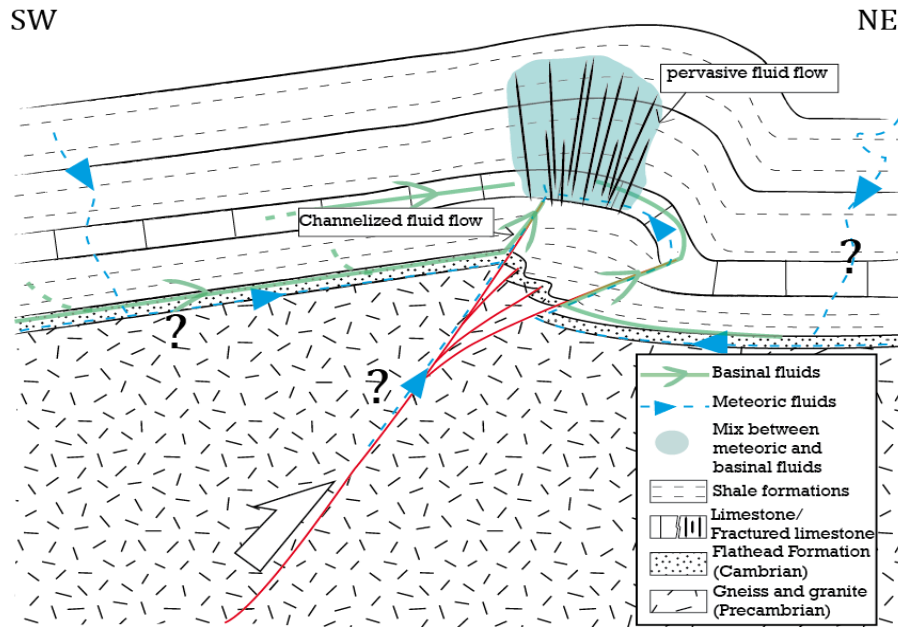 SW
NE
pervasive fluid flow
Channelized fluid flow
?
?
?
Basinal fluids
Meteoric fluids
Mix between
meteoric and
basinal fluids
Shale formations
Limestone/
Fractured limestone
Flathead Formation
(Cambrian)
Gneiss and granite
(Precambrian)